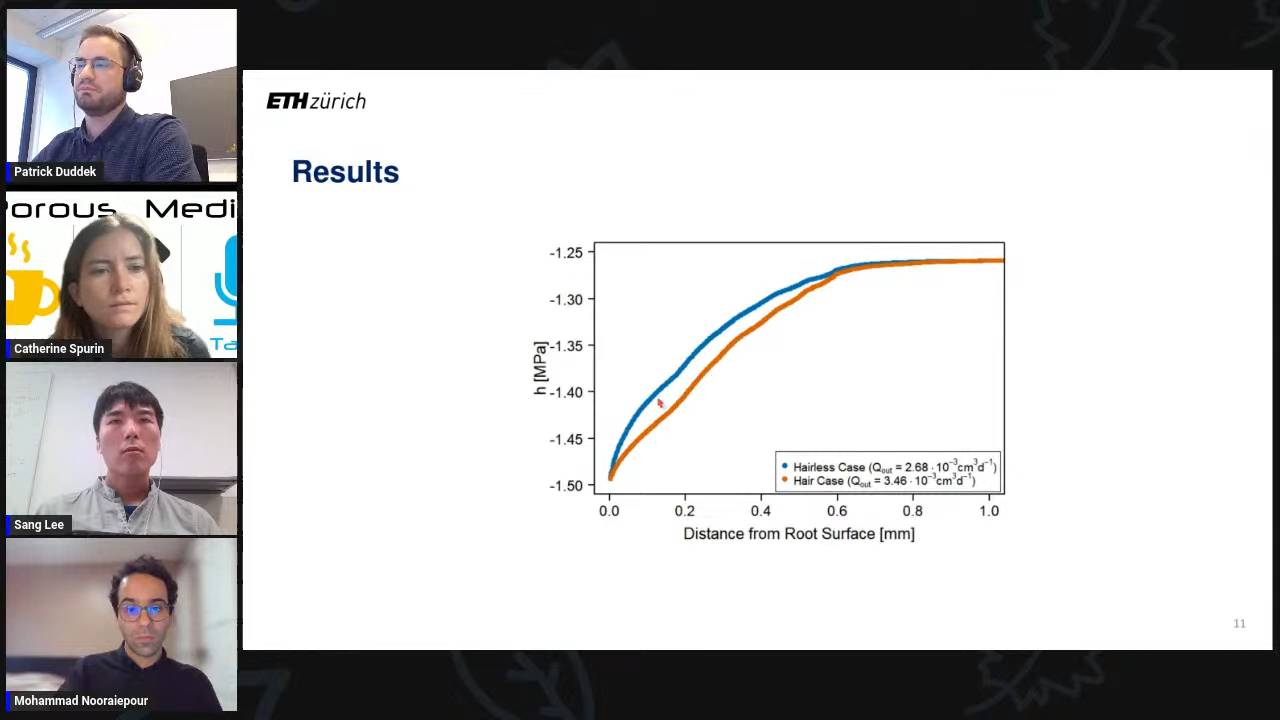 Patrick Duddek
Porous Medi
Ta
Catherine Spurin
Sang Lee
Mohammad Nooraiepour
ETH zürich
Results
h [MPa]
-1.25
-1.30
-1.35
-1.40
-1.45
-1.50
Hairless Case (Qout = 2.68 · 10⁻³cm³d⁻¹)
Hair Case (Qout = 3.46 · 10⁻³cm³d⁻¹)
0.0 0.2 0.4 0.6 0.8 1.0
Distance from Root Surface [mm]
11